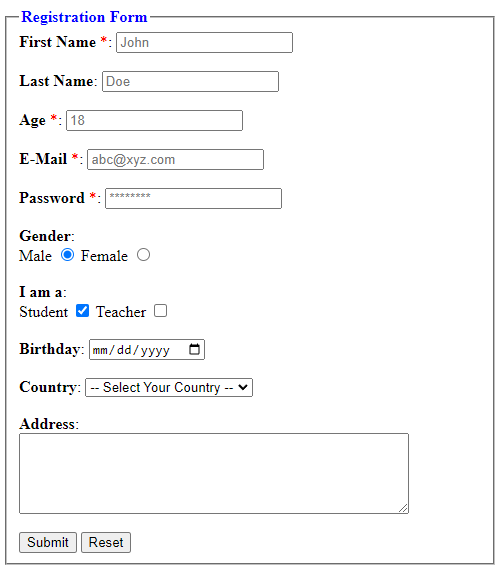 Registration Form
First Name *: John
Last Name: Doe
Age *: 18
E-Mail *: abc@xyz.com
Password *: ********
Gender:
Male Female
I am a:
Student Teacher
Birthday: mm/dd/yyyy
Country: -- Select Your Country --
Address:
Submit Reset